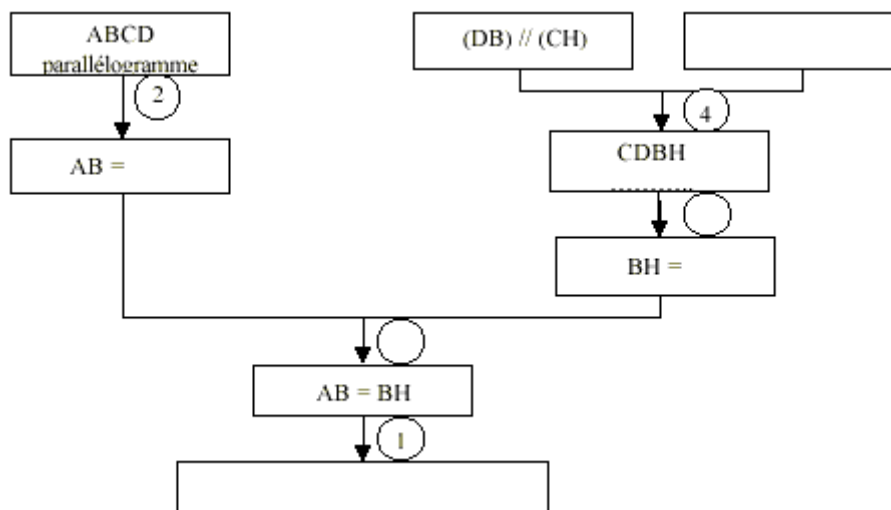 ABCD
parallélogramme
(DB) // (CH)
2
4
AB =
CDBH
BH =
AB = BH
1